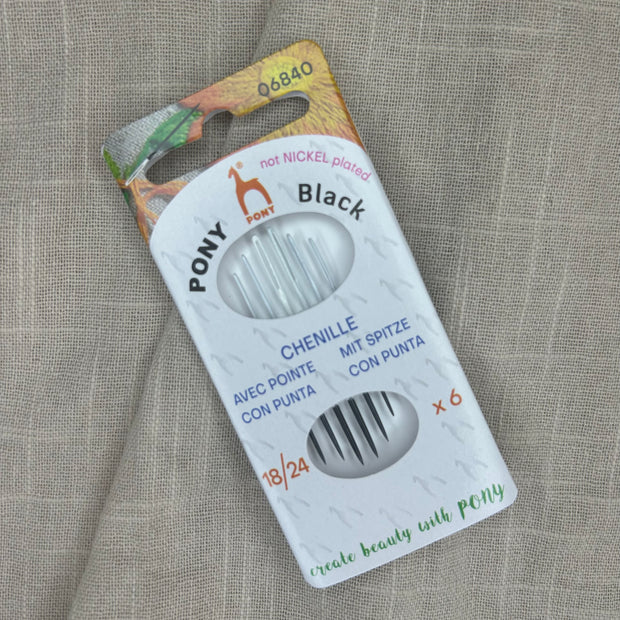 06840
not NICKEL plated
®
PONY
PONY Black
CHENILLE
AVEC POINTE
CON PUNTA
MIT SPITZE
CON PUNTA
x 6
18/24
create beauty with PONY